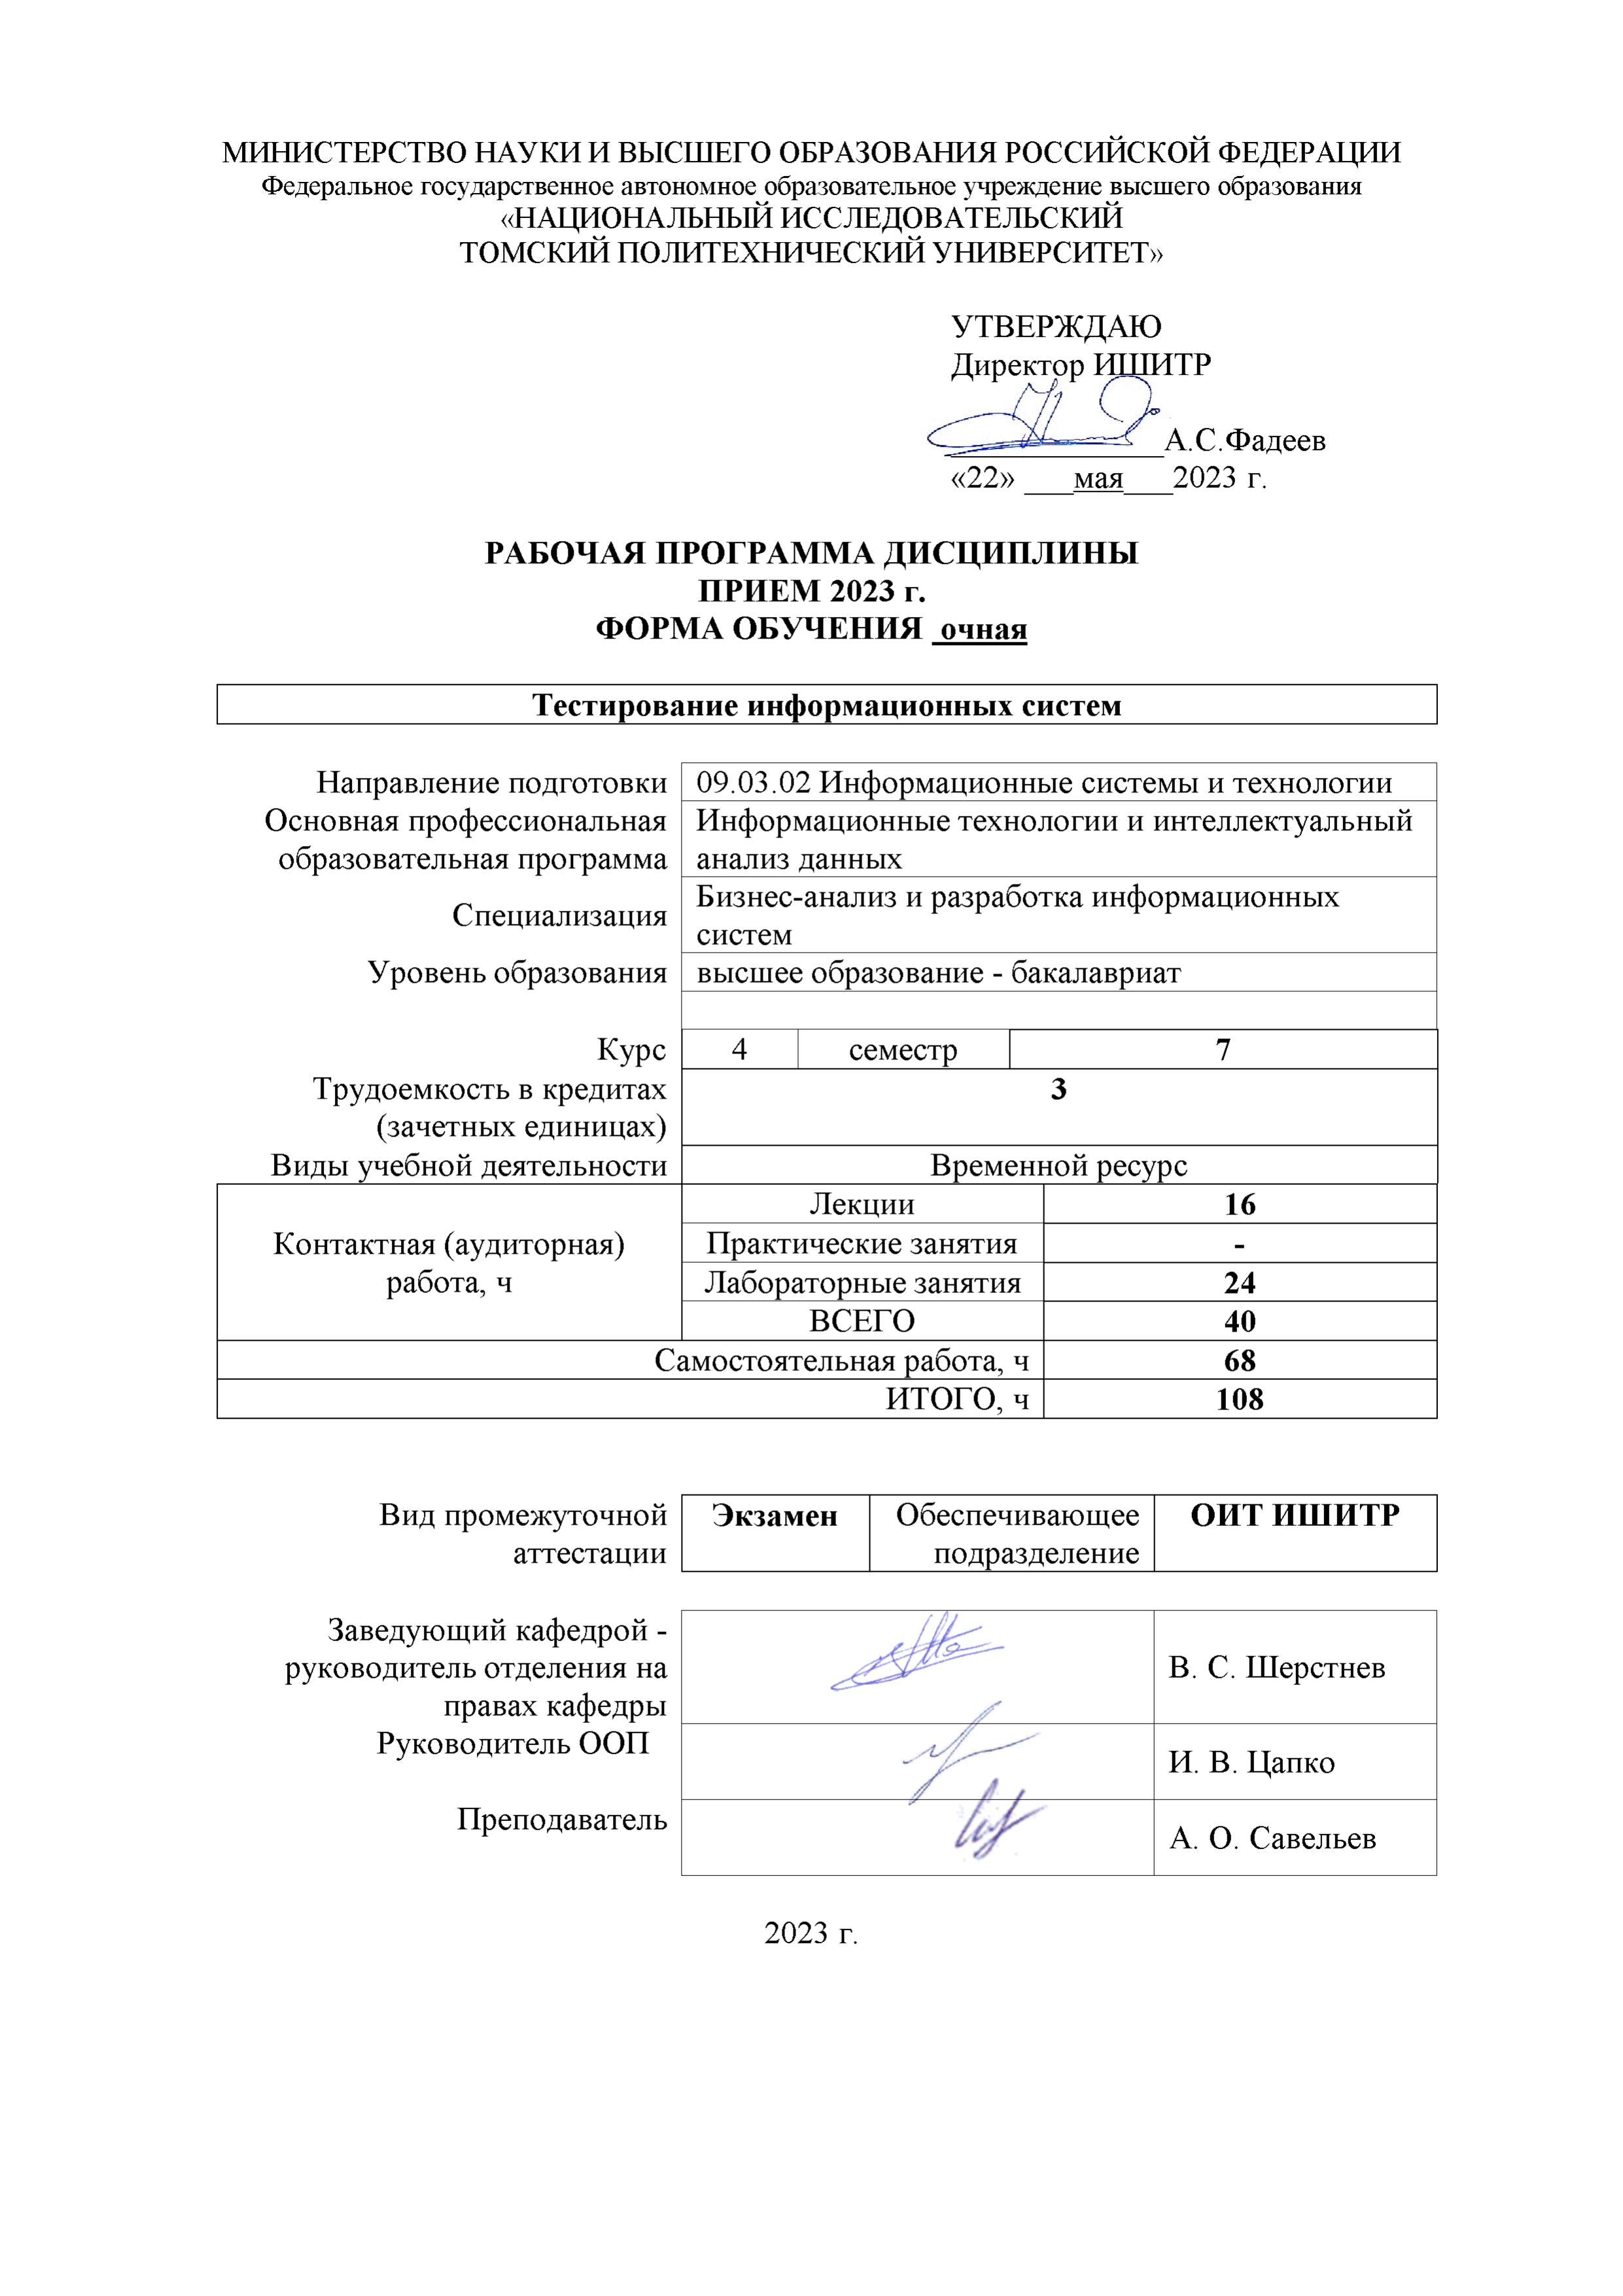 МИНИСТЕРСТВО НАУКИ И ВЫСШЕГО ОБРАЗОВАНИЯ РОССИЙСКОЙ ФЕДЕРАЦИИ
Федеральное государственное автономное образовательное учреждение высшего образования
«НАЦИОНАЛЬНЫЙ ИССЛЕДОВАТЕЛЬСКИЙ
ТОМСКИЙ ПОЛИТЕХНИЧЕСКИЙ УНИВЕРСИТЕТ»
УТВЕРЖДАЮ
Директор ИШИТР
А.С.Фадеев
«22» ___мая___2023 г.
РАБОЧАЯ ПРОГРАММА ДИСЦИПЛИНЫ
ПРИЕМ 2023 г.
ФОРМА ОБУЧЕНИЯ очная
Тестирование информационных систем
Направление подготовки 09.03.02 Информационные системы и технологии
Основная профессиональная Информационные технологии и интеллектуальный
образовательная программа анализ данных
Специализация Бизнес-анализ и разработка информационных
систем
Уровень образования высшее образование - бакалавриат
Курс 4 семестр 7
Трудоемкость в кредитах 3
(зачетных единицах)
Виды учебной деятельности Временной ресурс
Контактная (аудиторная)
работа, ч
Лекции 16
Практические занятия -
Лабораторные занятия 24
ВСЕГО 40
Самостоятельная работа, ч 68
ИТОГО, ч 108
Вид промежуточной Экзамен Обеспечивающее ОИТ ИШИТР
аттестации подразделение
Заведующий кафедрой -
руководитель отделения на В. С. Шерстнев
правах кафедры
Руководитель ООП И. В. Цапко
Преподаватель А. О. Савельев
2023 г.